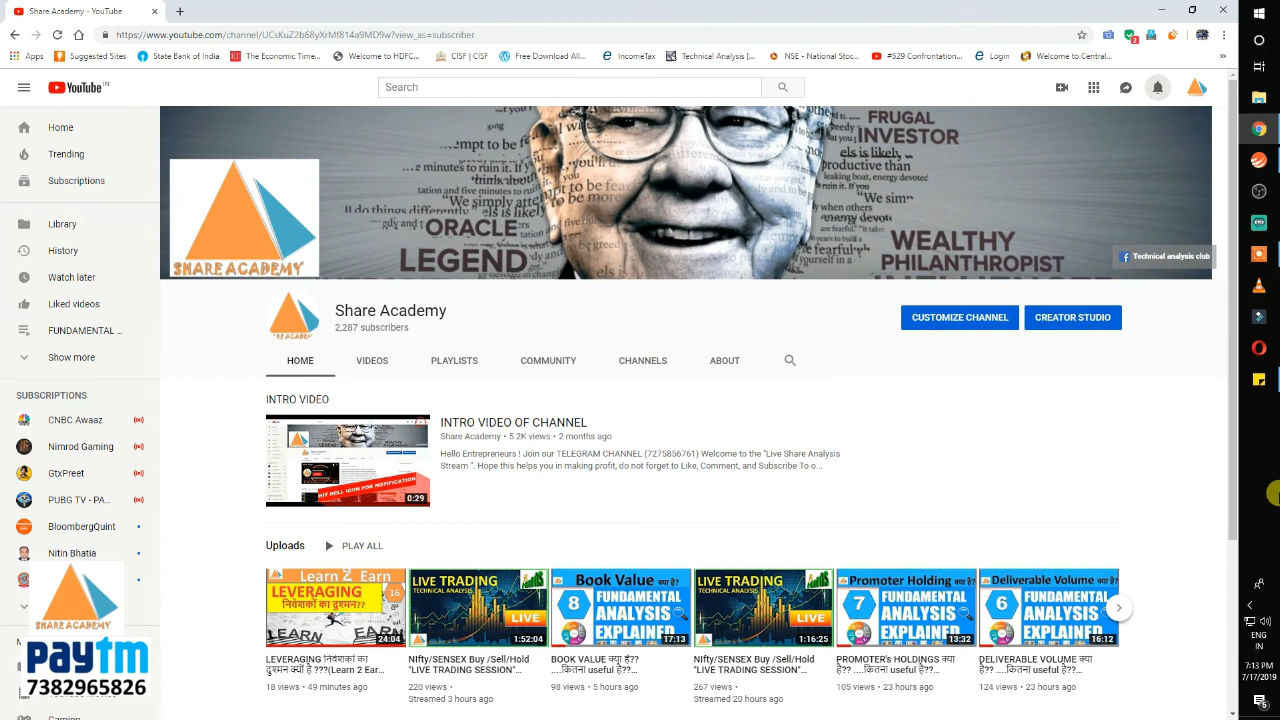 Share Academy - YouTube
https://www.youtube.com/channel/UCsKuZ2b68yXrMf814a9MD9w?view_as=subscriber
Apps Suggested Sites State Bank of India The Economic Time... Welcome to HDFC... CISF | CISF Free Download All... IncomeTax Technical Analysis [... NSE - National Stoc... #529 Confrontation... Login Welcome to Central... »
YouTube IN
Search
Home
Trending
Subscriptions
Library
History
Watch later
Liked videos
FUNDAMENTAL ...
Show more
SUBSCRIPTIONS
CNBC Awaaz
Nimrod Gaming
GtxPreet
PUBG TV - PA...
BloombergQuint
Nitin Bhatia
paytm
7382965826
SHARE ACADEMY
FRUGAL
INVESTOR
ORACLE
LEGEND
WEALTHY
PHILANTHROPIST
Technical analysis club
Share Academy
2,287 subscribers
CUSTOMIZE CHANNEL
CREATOR STUDIO
HOME VIDEOS PLAYLISTS COMMUNITY CHANNELS ABOUT
INTRO VIDEO
HIT BELL ICON FOR NOTIFICATION
0:29
INTRO VIDEO OF CHANNEL
Share Academy • 5.2K views • 2 months ago
Hello Entrepreneurs ! Join our TELEGRAM CHANNEL (7275856761) Welcome to the "Live Share Analysis
Stream ". Hope this helps you in making profit, do not forget to Like, Comment, and Subscribe To o...
Uploads PLAY ALL
Learn 2 Earn
LEVERAGING
निवेशकों का दुश्मन??
16
LEARN EARN
24:04
LEVERAGING निवेशकों का
दुश्मन क्यों है ???(Learn 2 Ear...
18 views • 49 minutes ago
LIVE TRADING
TECHNICAL ANALYSIS
LIVE
1:52:04
NIfty/SENSEX Buy /Sell/Hold
"LIVE TRADING SESSION"...
220 views •
Streamed 3 hours ago
Book Value क्या है?
8
FUNDAMENTAL
ANALYSIS
EXPLAINED
17:13
BOOK VALUE क्या है??
....कितना useful है??...
98 views • 5 hours ago
LIVE TRADING
TECHNICAL ANALYSIS
LIVE
1:16:25
NIfty/SENSEX Buy /Sell/Hold
"LIVE TRADING SESSION"...
267 views •
Streamed 20 hours ago
Promoter Holding क्या है?
7
FUNDAMENTAL
ANALYSIS
EXPLAINED
13:32
PROMOTER's HOLDINGS क्या
है?? ....कितना useful है??...
105 views • 23 hours ago
Deliverable Volume क्या है?
6
FUNDAMENTAL
ANALYSIS
EXPLAINED
16:12
DELIVERABLE VOLUME क्या
है?? ....कितना useful है??...
124 views • 23 hours ago
ENG
IN
7:13 PM
7/17/2019